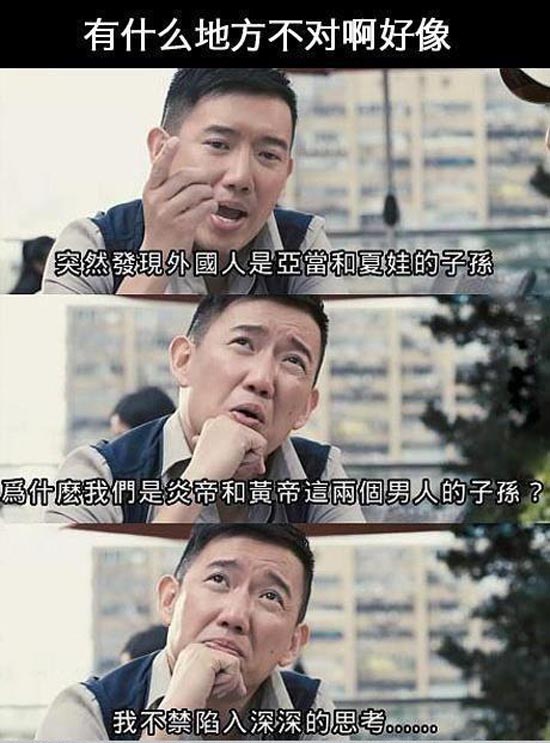 有什么地方不对啊好像
突然發現外國人是亞當和夏娃的子孫
爲什麽我們是炎帝和黃帝這兩個男人的子孫？
我不禁陷入深深的思考......